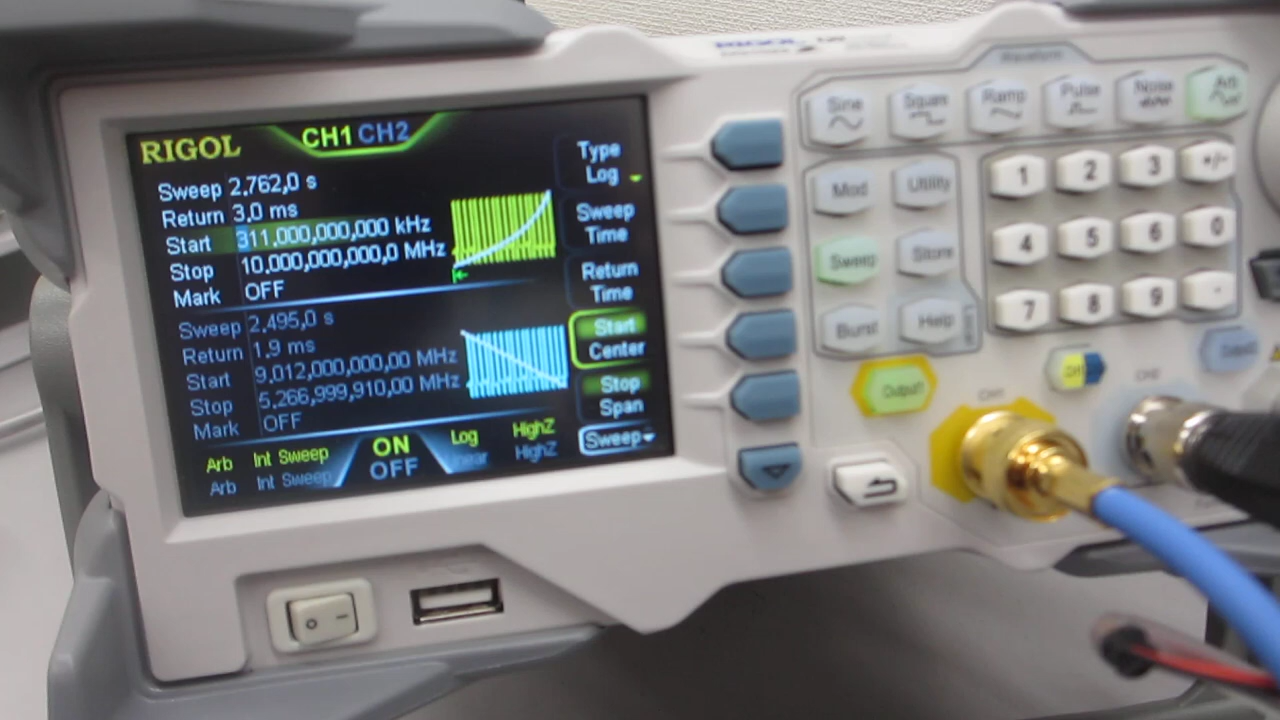 RIGOL
RIGOL CH1 CH2
Sweep 2.762,0 s
Return 3.0 ms
Start 311.000,000,000 kHz
Stop 10.000,000,000,0 MHz
Mark OFF
Sweep 2.495,0 s
Return 1.9 ms
Start 9.012,000,000,00 MHz
Stop 5.266,999,910,00 MHz
Mark OFF
Arb Int Sweep ON Log HighZ
Arb Int Sweep OFF HighZ
Type
Log
Sweep
Time
Return
Time
Start
Center
Stop
Span
Sweep
Sine Square Ramp Pulse Noise Arb
Mod Utility
Sweep Store
Burst Help
1 2 3 +/-
4 5 6 0
7 8 9 .
Output1
CH1
CH2